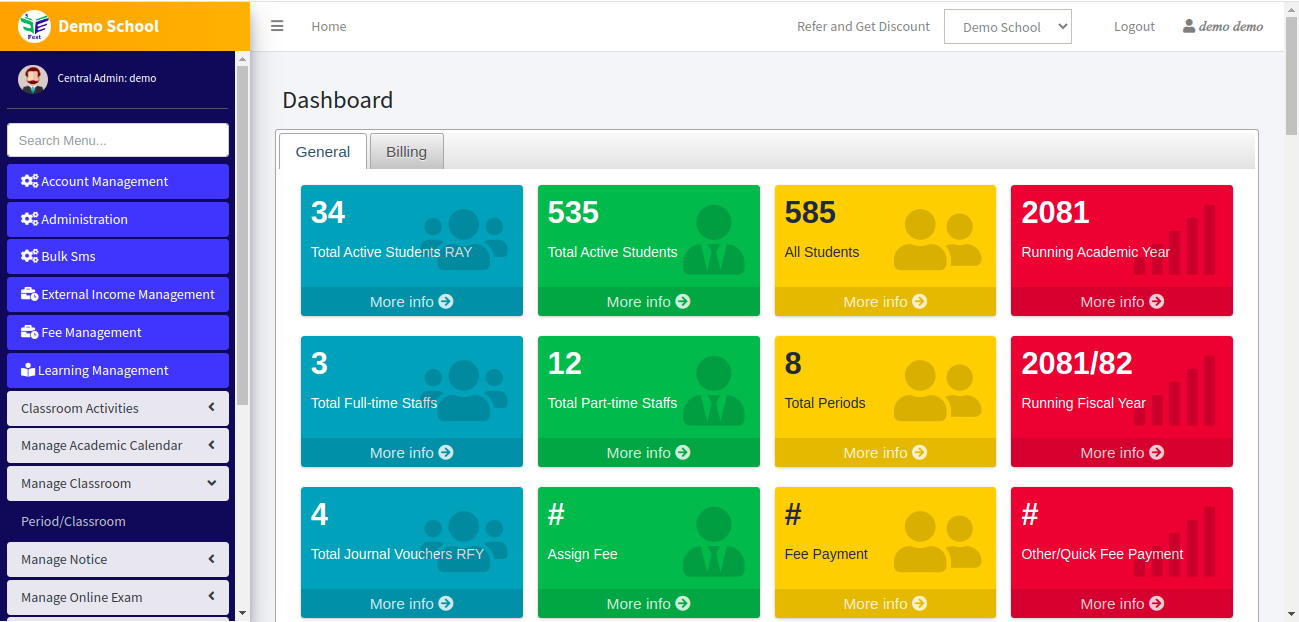 Demo School
Home
Refer and Get Discount
Demo School
Logout
demo demo
Central Admin: demo
Search Menu...
Account Management
Administration
Bulk Sms
External Income Management
Fee Management
Learning Management
Classroom Activities
Manage Academic Calendar
Manage Classroom
Period/Classroom
Manage Notice
Manage Online Exam
Dashboard
General
Billing
34
Total Active Students RAY
More info
535
Total Active Students
More info
585
All Students
More info
2081
Running Academic Year
More info
3
Total Full-time Staffs
More info
12
Total Part-time Staffs
More info
8
Total Periods
More info
2081/82
Running Fiscal Year
More info
4
Total Journal Vouchers RFY
More info
#
Assign Fee
More info
#
Fee Payment
More info
#
Other/Quick Fee Payment
More info